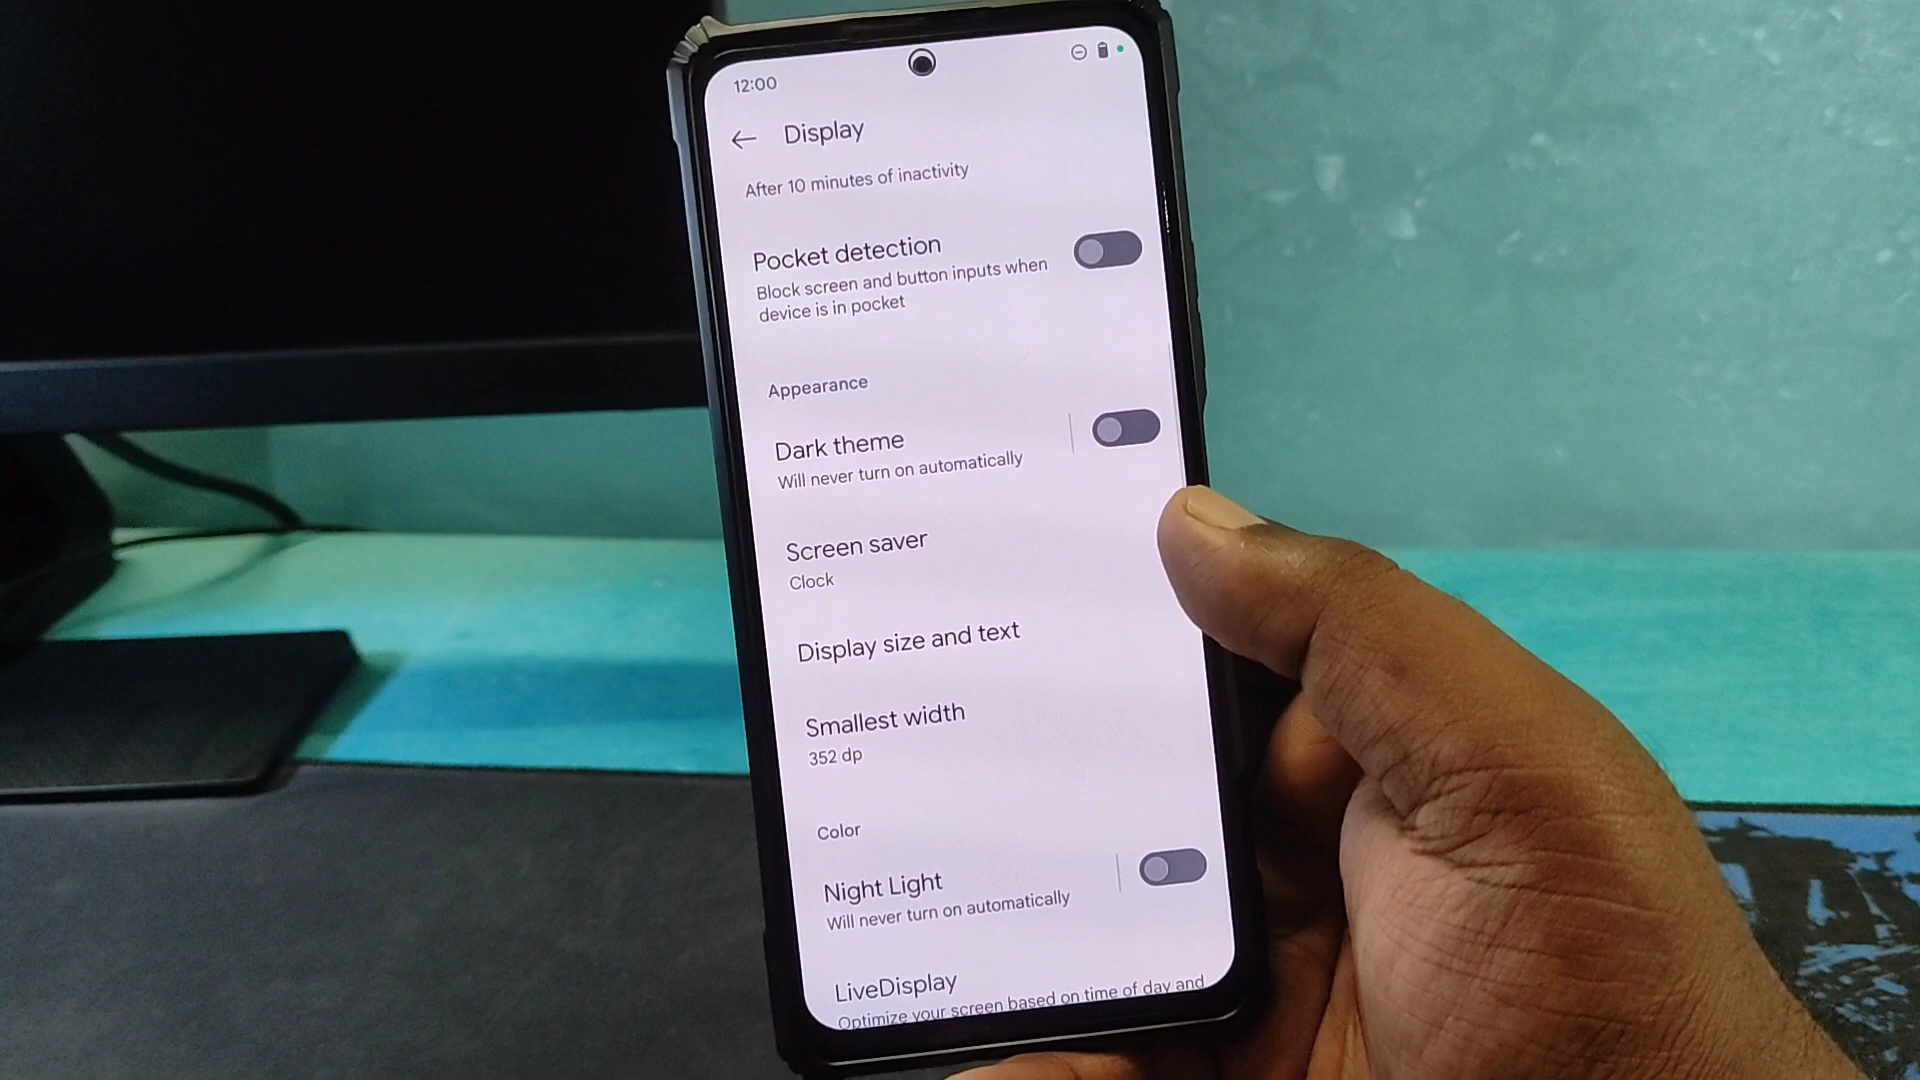 12:00
Display
After 10 minutes of inactivity
Pocket detection
Block screen and button inputs when
device is in pocket
Appearance
Dark theme
Will never turn on automatically
Screen saver
Clock
Display size and text
Smallest width
352 dp
Color
Night Light
Will never turn on automatically
LiveDisplay
Optimize your screen based on time of day and